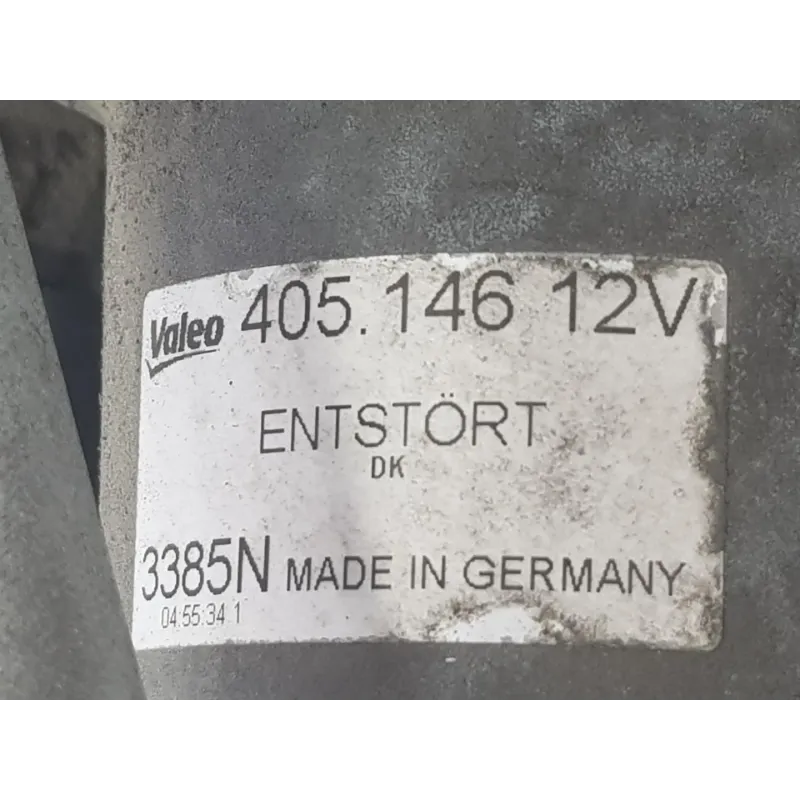 Valeo 405.146 12V
ENTSTÖRT
DK
3385N MADE IN GERMANY
04:55:34 1